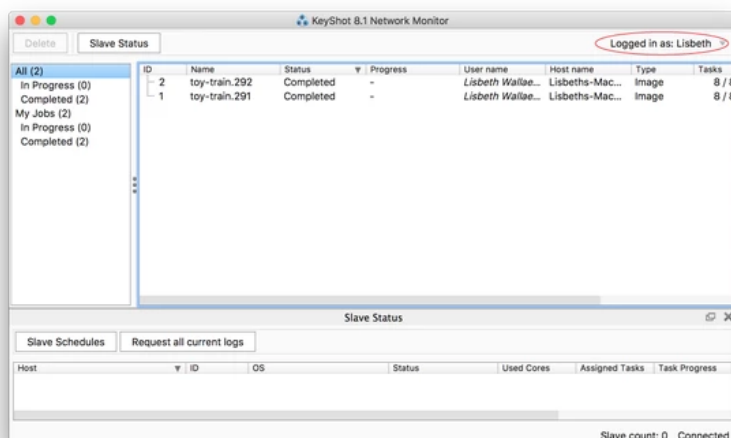 KeyShot 8.1 Network Monitor
Delete Slave Status Logged in as: Lisbeth
All (2)
In Progress (0)
Completed (2)
My Jobs (2)
In Progress (0)
Completed (2)
ID Name Status Progress User name Host name Type Tasks
2 toy-train.292 Completed - Lisbeth Wallae... Lisbeths-Mac... Image 8 / 8
1 toy-train.291 Completed - Lisbeth Wallae... Lisbeths-Mac... Image 8 / 8
Slave Status
Slave Schedules Request all current logs
Host ID OS Status Used Cores Assigned Tasks Task Progress
Slave count: 0 Connected